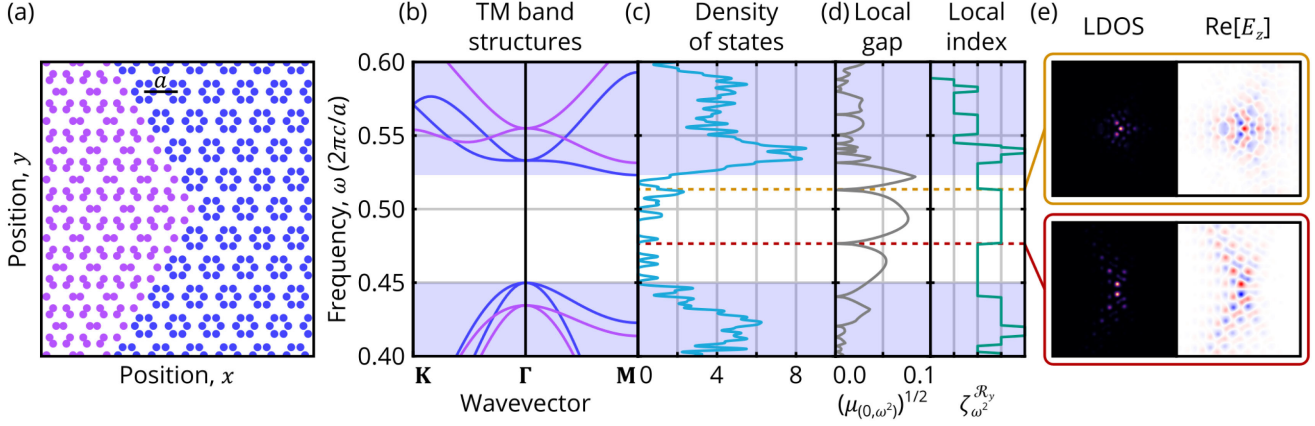 (a)
a
Position, y
Position, x
(b)
TM band
structures
Frequency, ω (2πc/a)
0.60
0.55
0.50
0.45
0.40
K
Γ
M
Wavevector
(c)
Density
of states
0
4
8
(d)
Local
gap
0.0
0.1
(μ(0,ω²))^1/2
Local
index
ζ_ω²^ℛy
(e)
LDOS
Re[E_z]